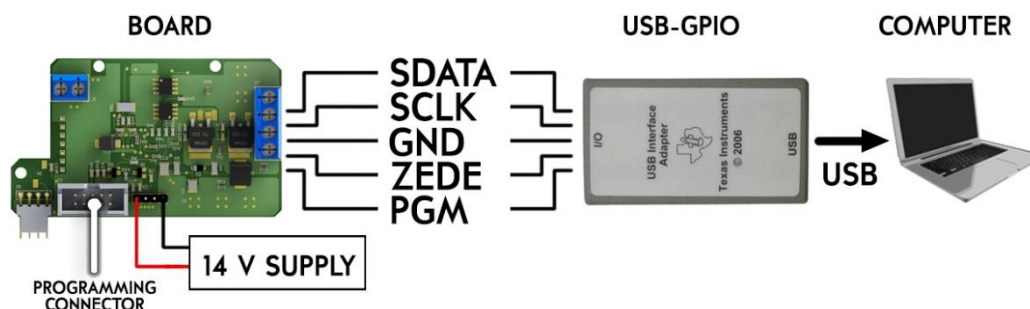 BOARD
USB-GPIO
COMPUTER
SDATA
SCLK
GND
ZEDE
PGM
I/O
USB Interface
Adapter
Texas Instruments
© 2006
USB
USB
14 V SUPPLY
PROGRAMMING
CONNECTOR